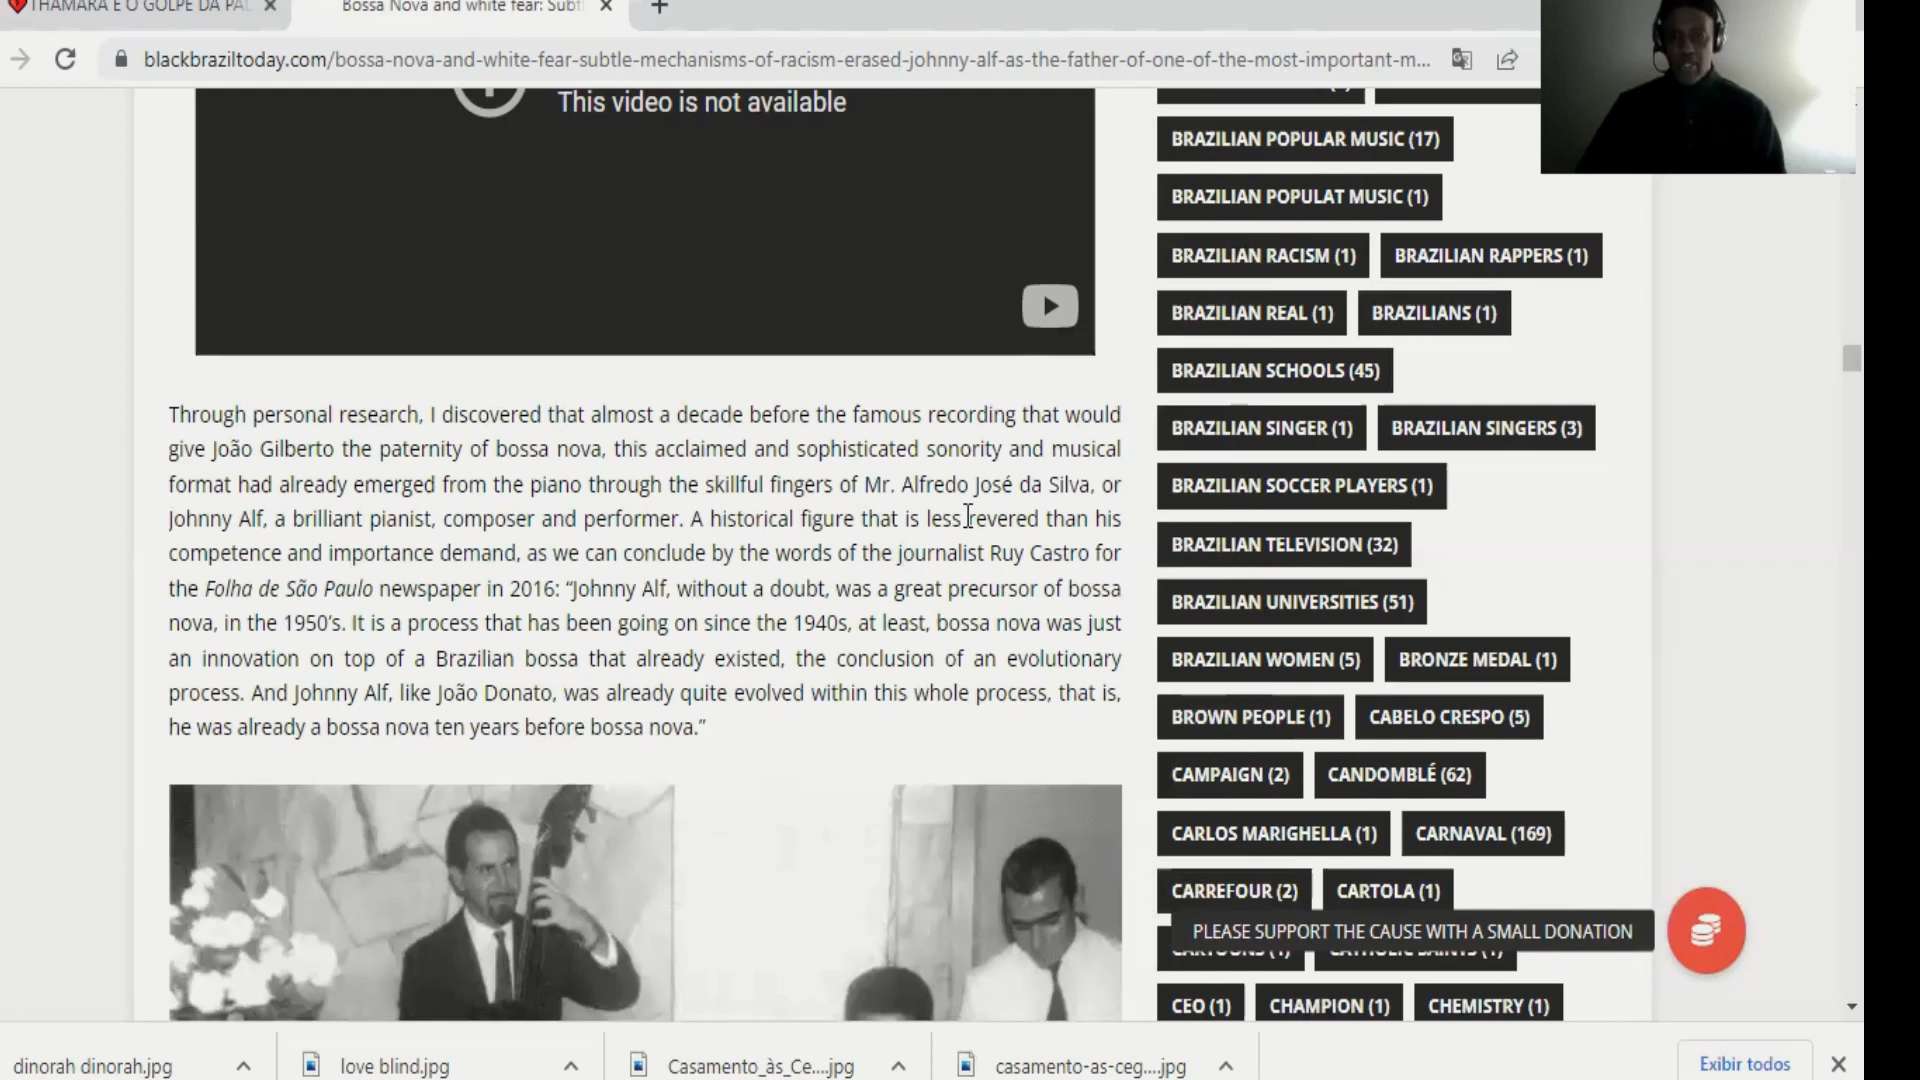 THAMARA E O GOLPE DA PAL
Bossa Nova and white fear: Subt
blackbraziltoday.com/bossa-nova-and-white-fear-subtle-mechanisms-of-racism-erased-johnny-alf-as-the-father-of-one-of-the-most-important-m...
This video is not available
Through personal research, I discovered that almost a decade before the famous recording that would
give João Gilberto the paternity of bossa nova, this acclaimed and sophisticated sonority and musical
format had already emerged from the piano through the skillful fingers of Mr. Alfredo José da Silva, or
Johnny Alf, a brilliant pianist, composer and performer. A historical figure that is less revered than his
competence and importance demand, as we can conclude by the words of the journalist Ruy Castro for
the Folha de São Paulo newspaper in 2016: “Johnny Alf, without a doubt, was a great precursor of bossa
nova, in the 1950’s. It is a process that has been going on since the 1940s, at least, bossa nova was just
an innovation on top of a Brazilian bossa that already existed, the conclusion of an evolutionary
process. And Johnny Alf, like João Donato, was already quite evolved within this whole process, that is,
he was already a bossa nova ten years before bossa nova.”
BRAZILIAN POPULAR MUSIC (17)
BRAZILIAN POPULAT MUSIC (1)
BRAZILIAN RACISM (1) BRAZILIAN RAPPERS (1)
BRAZILIAN REAL (1) BRAZILIANS (1)
BRAZILIAN SCHOOLS (45)
BRAZILIAN SINGER (1) BRAZILIAN SINGERS (3)
BRAZILIAN SOCCER PLAYERS (1)
BRAZILIAN TELEVISION (32)
BRAZILIAN UNIVERSITIES (51)
BRAZILIAN WOMEN (5) BRONZE MEDAL (1)
BROWN PEOPLE (1) CABELO CRESPO (5)
CAMPAIGN (2) CANDOMBLÉ (62)
CARLOS MARIGHELLA (1) CARNAVAL (169)
CARREFOUR (2) CARTOLA (1)
PLEASE SUPPORT THE CAUSE WITH A SMALL DONATION
CARTOONS (1) CATHOLIC SAINTS (1)
CEO (1) CHAMPION (1) CHEMISTRY (1)
dinorah dinorah.jpg
love blind.jpg
Casamento_às_Ce....jpg
casamento-as-ceg....jpg
Exibir todos